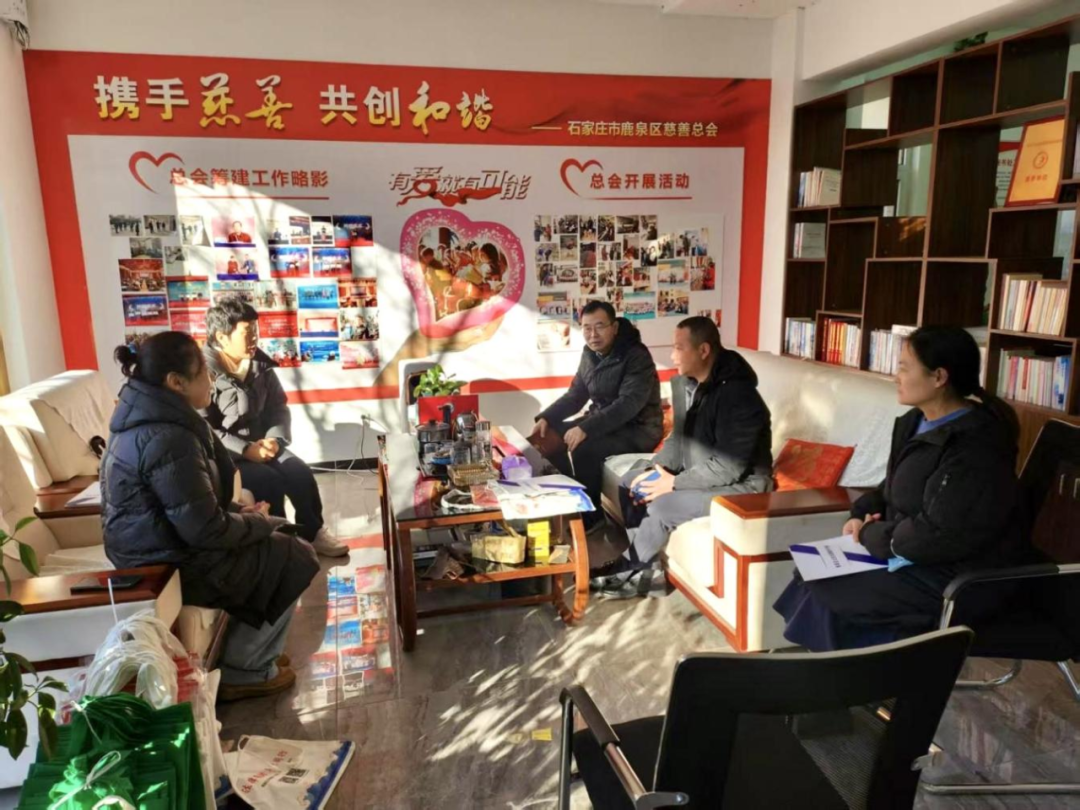 携手慈善 共创和谐
—— 石家庄市鹿泉区慈善总会
总会筹建工作略影
有爱就有可能
总会开展活动